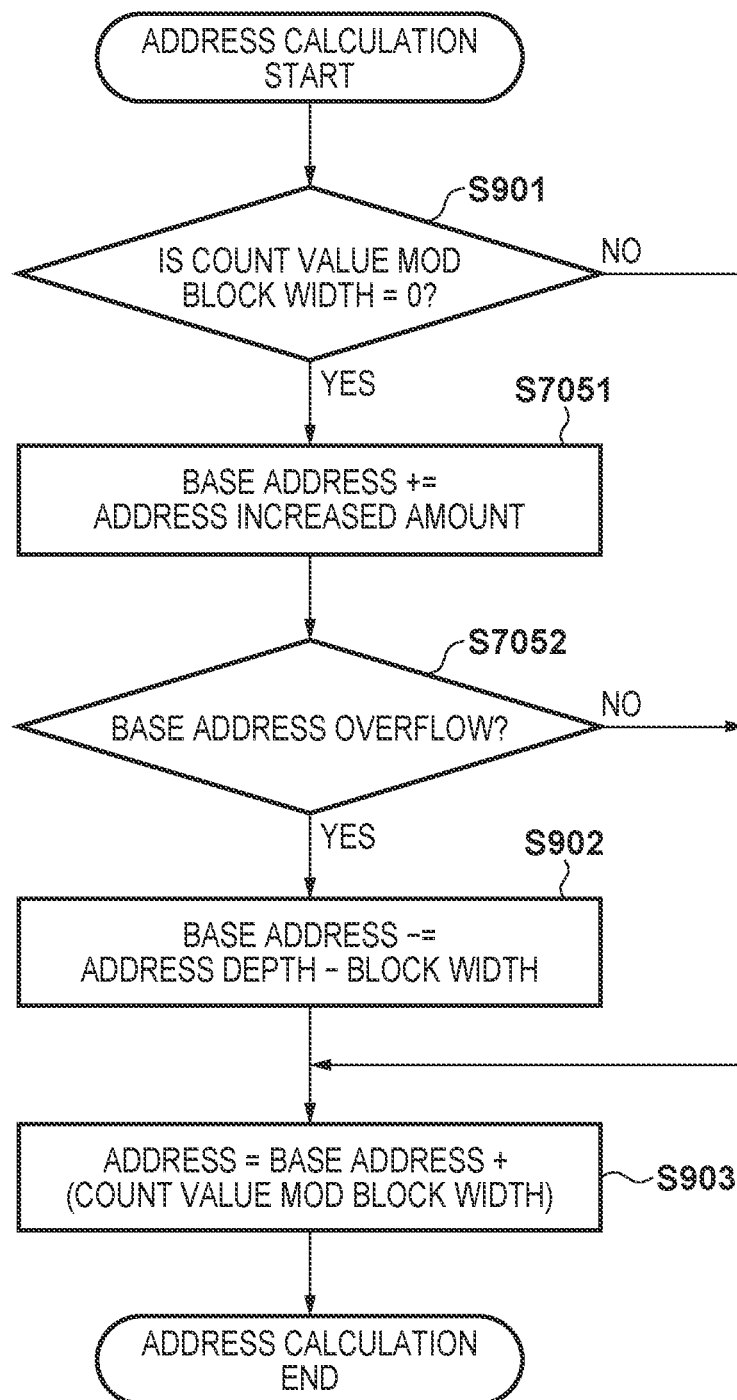 ADDRESS CALCULATION
START
S901
IS COUNT VALUE MOD
BLOCK WIDTH = 0?
NO
YES
S7051
BASE ADDRESS +=
ADDRESS INCREASED AMOUNT
S7052
BASE ADDRESS OVERFLOW?
NO
YES
S902
BASE ADDRESS -=
ADDRESS DEPTH - BLOCK WIDTH
ADDRESS = BASE ADDRESS +
(COUNT VALUE MOD BLOCK WIDTH)
S903
ADDRESS CALCULATION
END